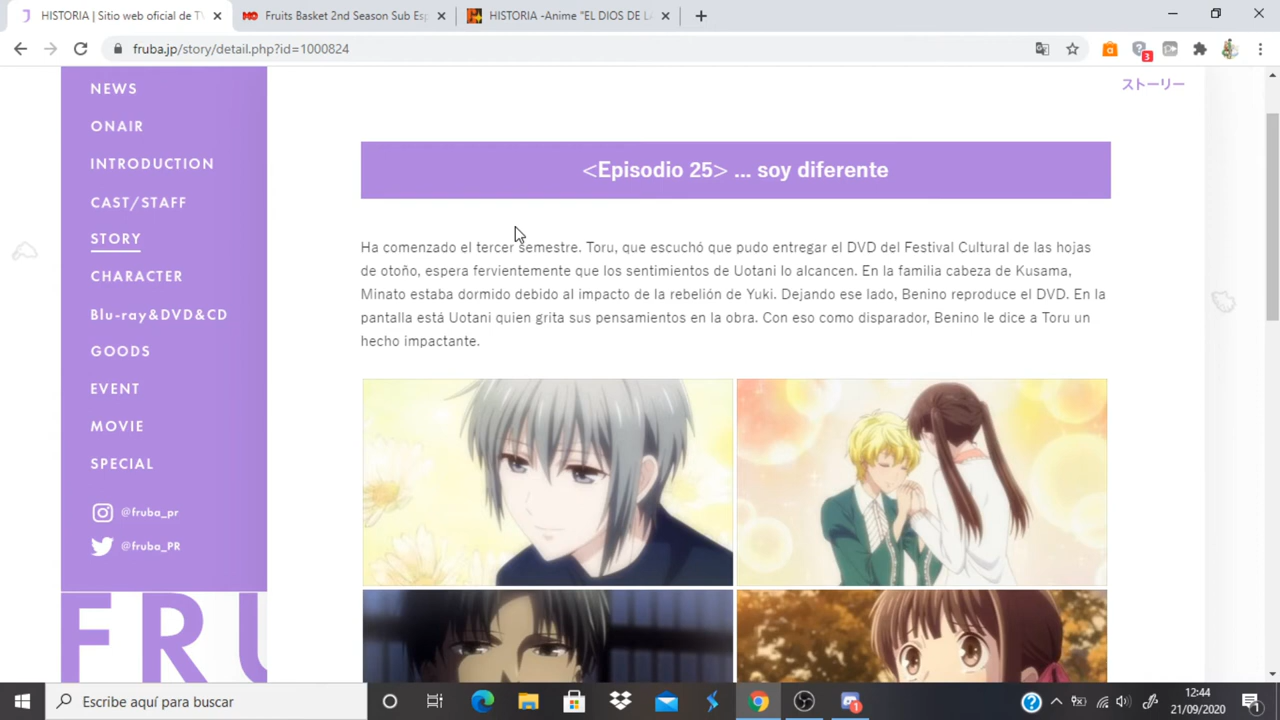 HISTORIA | Sitio web oficial de TV
Fruits Basket 2nd Season Sub Esp
HISTORIA -Anime "EL DIOS DE LA
fruba.jp/story/detail.php?id=1000824
3
NEWS
ONAIR
INTRODUCTION
CAST/STAFF
STORY
CHARACTER
Blu-ray&DVD&CD
GOODS
EVENT
MOVIE
SPECIAL
@fruba_pr
@fruba_PR
FRU
ストーリー
<Episodio 25> ... soy diferente
Ha comenzado el tercer semestre. Toru, que escuchó que pudo entregar el DVD del Festival Cultural de las hojas
de otoño, espera fervientemente que los sentimientos de Uotani lo alcancen. En la familia cabeza de Kusama,
Minato estaba dormido debido al impacto de la rebelión de Yuki. Dejando ese lado, Benino reproduce el DVD. En la
pantalla está Uotani quien grita sus pensamientos en la obra. Con eso como disparador, Benino le dice a Toru un
hecho impactante.
Escribe aquí para buscar
1
12:44
21/09/2020
1